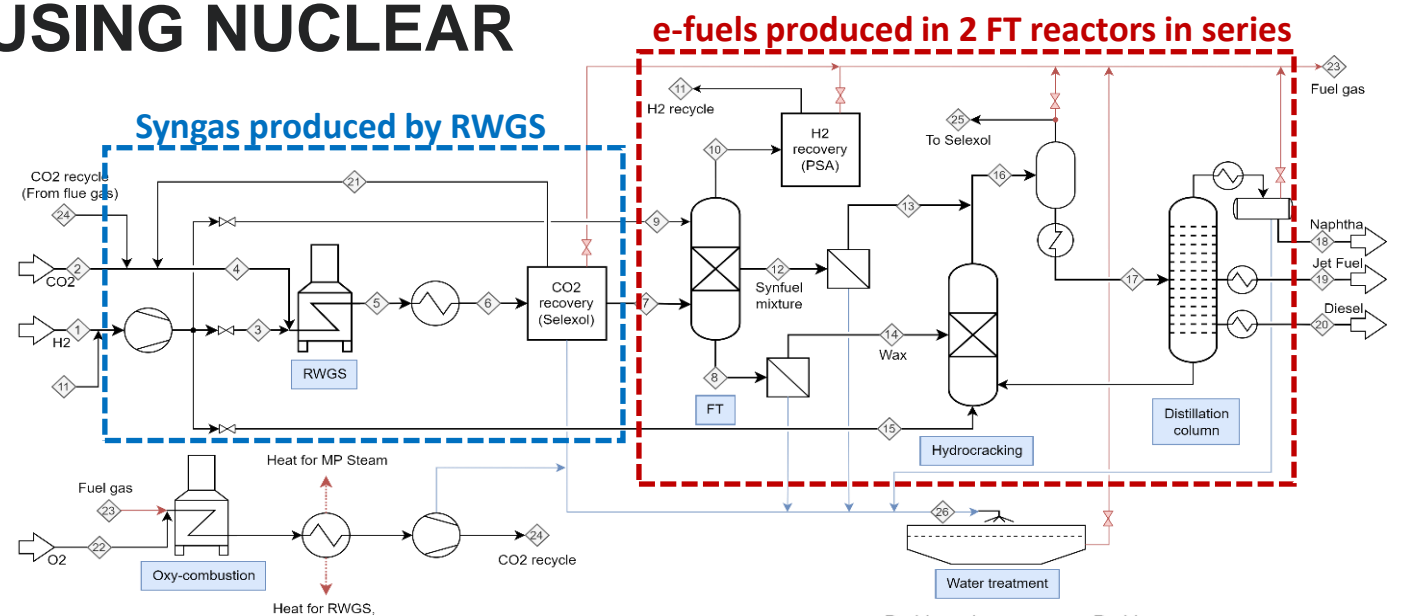 USING NUCLEAR
e-fuels produced in 2 FT reactors in series
23
Fuel gas
11
H2 recycle
H2
recovery
(PSA)
25
To Selexol
Syngas produced by RWGS
10
16
CO2 recycle
(From flue gas)
21
24
13
9
Naphtha
18
2
CO2
4
12
Synfuel
mixture
Jet Fuel
19
5
6
CO2
recovery
(Selexol)
7
17
1
H2
3
Diesel
20
14
Wax
RWGS
11
8
FT
15
Hydrocracking
Distillation
column
Heat for MP Steam
Fuel gas
23
26
22
O2
24
CO2 recycle
Oxy-combustion
Water treatment
Heat for RWGS,